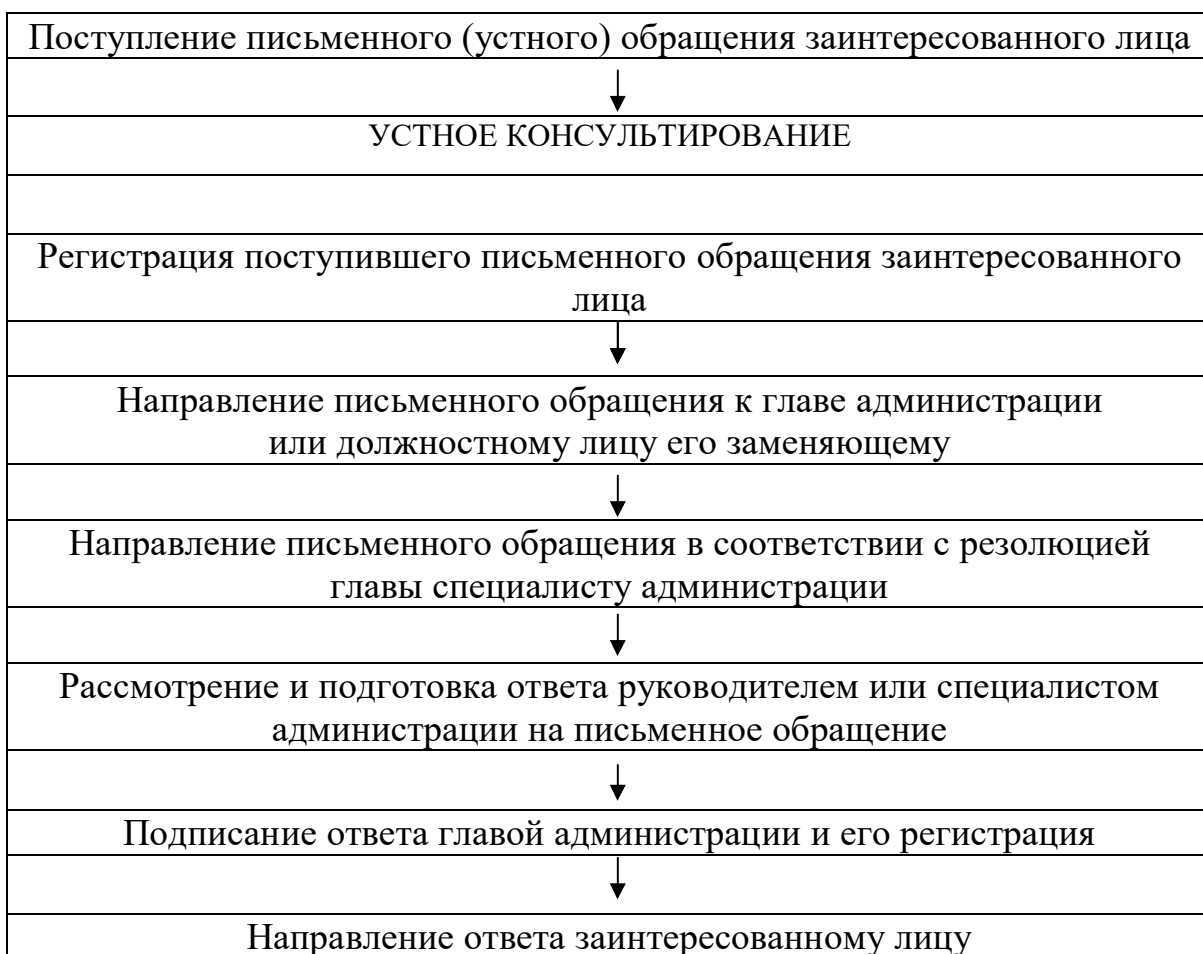 Поступление письменного (устного) обращения заинтересованного лица
УСТНОЕ КОНСУЛЬТИРОВАНИЕ
Регистрация поступившего письменного обращения заинтересованного
лица
Направление письменного обращения к главе администрации
или должностному лицу его заменяющему
Направление письменного обращения в соответствии с резолюцией
главы специалисту администрации
Рассмотрение и подготовка ответа руководителем или специалистом
администрации на письменное обращение
Подписание ответа главой администрации и его регистрация
Направление ответа заинтересованному лицу